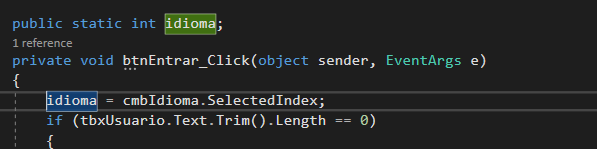 public static int idioma;
1 reference
private void btnEntrar_Click(object sender, EventArgs e)
{
idioma = cmbIdioma.SelectedIndex;
if (tbxUsuario.Text.Trim().Length == 0)
{